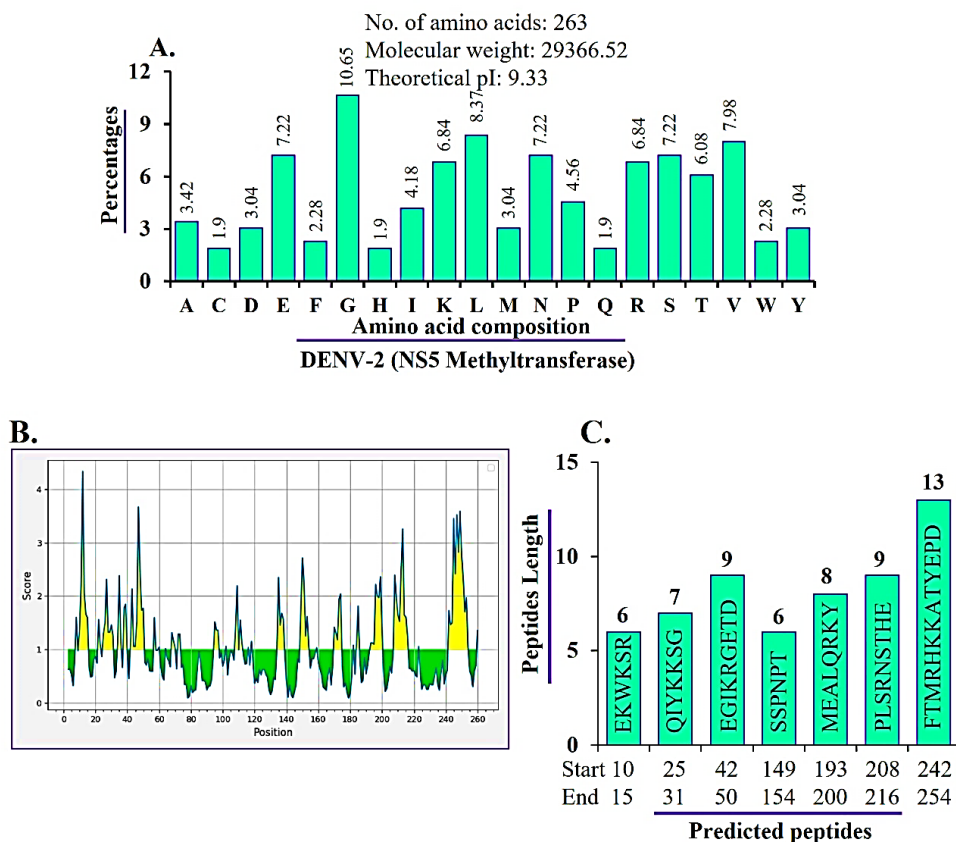 No. of amino acids: 263
A.
Molecular weight: 29366.52
Theoretical pI: 9.33
Percentages
12
9
6
3
0
3.42
1.9
3.04
7.22
2.28
10.65
1.9
4.18
6.84
8.37
3.04
7.22
4.56
1.9
6.84
7.22
6.08
7.98
2.28
3.04
A C D E F G H I K L M N P Q R S T V W Y
Amino acid composition
DENV-2 (NS5 Methyltransferase)
B.
Score
4
3
2
1
0
0 20 40 60 80 100 120 140 160 180 200 220 240 260
Position
C.
Peptides Length
15
10
5
0
6 7 9 6 8 9 13
EKWKSR
QIYKKSG
EGIKRGETD
SSPNPT
MEALQRKY
PLSRNSTHE
FTMRHKKATYEPD
Start 10 25 42 149 193 208 242
End 15 31 50 154 200 216 254
Predicted peptides